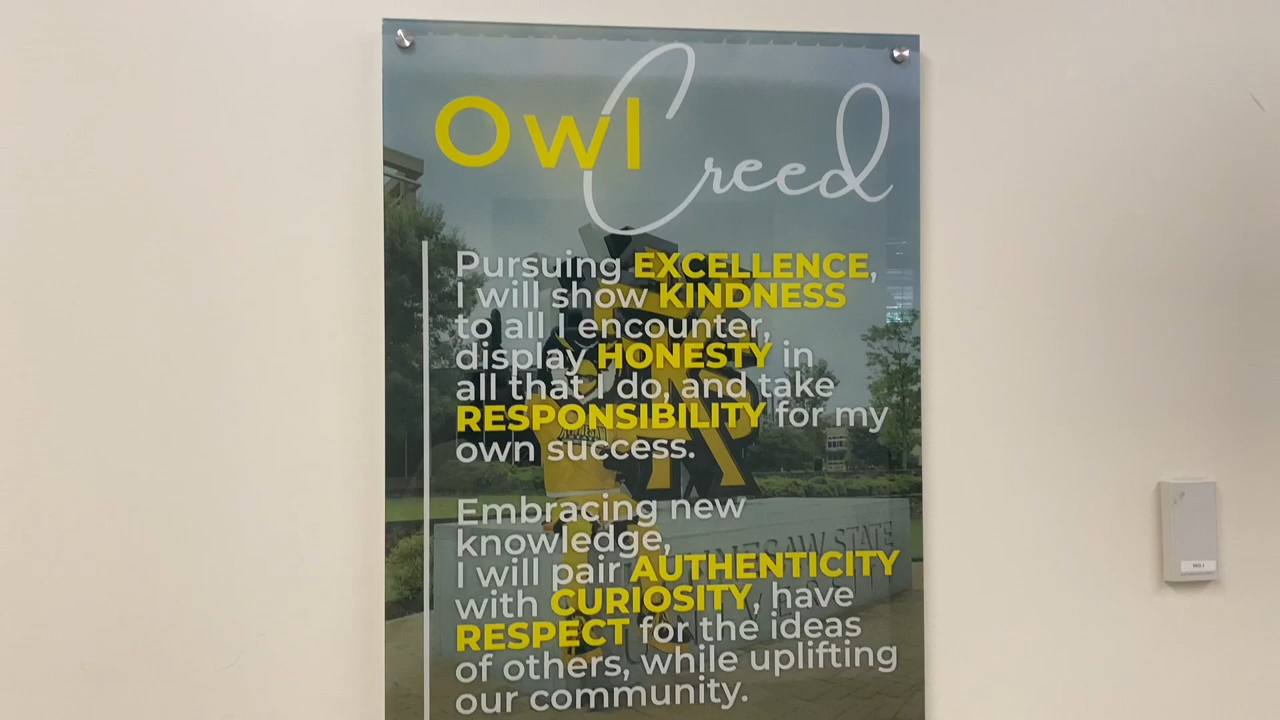 Owl Creed
Pursuing EXCELLENCE,
I will show KINDNESS
to all I encounter,
display HONESTY in
all that I do, and take
RESPONSIBILITY for my
own success.
Embracing new
knowledge,
I will pair AUTHENTICITY
with CURIOSITY, have
RESPECT for the ideas
of others, while uplifting
our community.